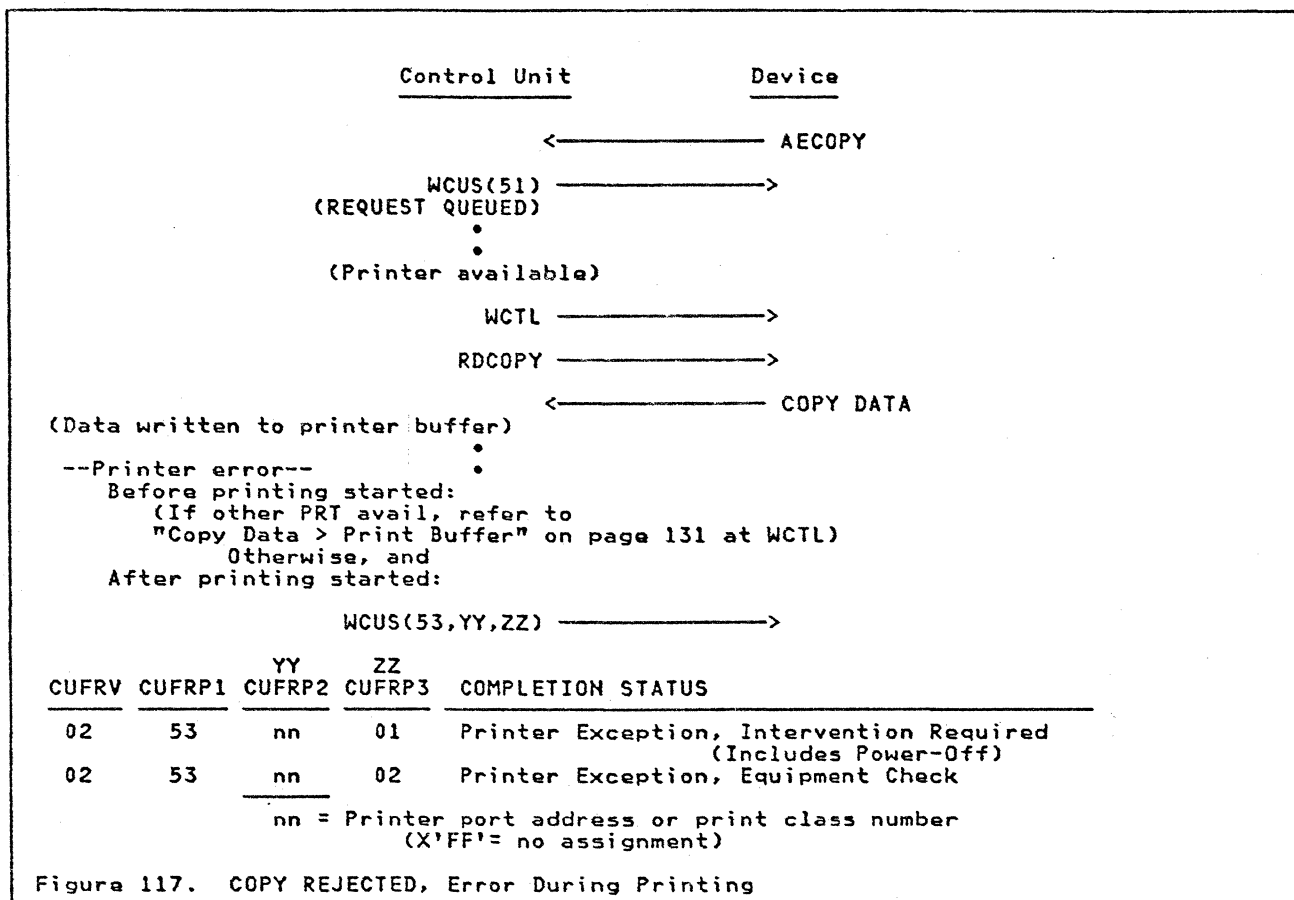 Control Unit Device
<———————— AECOPY
WCUS(51) ————————>
(REQUEST QUEUED)
•
•
(Printer available)
WCTL ————————>
RDCOPY ————————>
<———————— COPY DATA
(Data written to printer buffer)
•
--Printer error-- •
Before printing started:
(If other PRT avail, refer to
"Copy Data > Print Buffer" on page 131 at WCTL)
Otherwise, and
After printing started:
WCUS(53,YY,ZZ) ————————>
YY ZZ
CUFRV CUFRP1 CUFRP2 CUFRP3 COMPLETION STATUS
02 53 nn 01 Printer Exception, Intervention Required
(Includes Power-Off)
02 53 nn 02 Printer Exception, Equipment Check
nn = Printer port address or print class number
(X'FF'= no assignment)
Figure 117. COPY REJECTED, Error During Printing